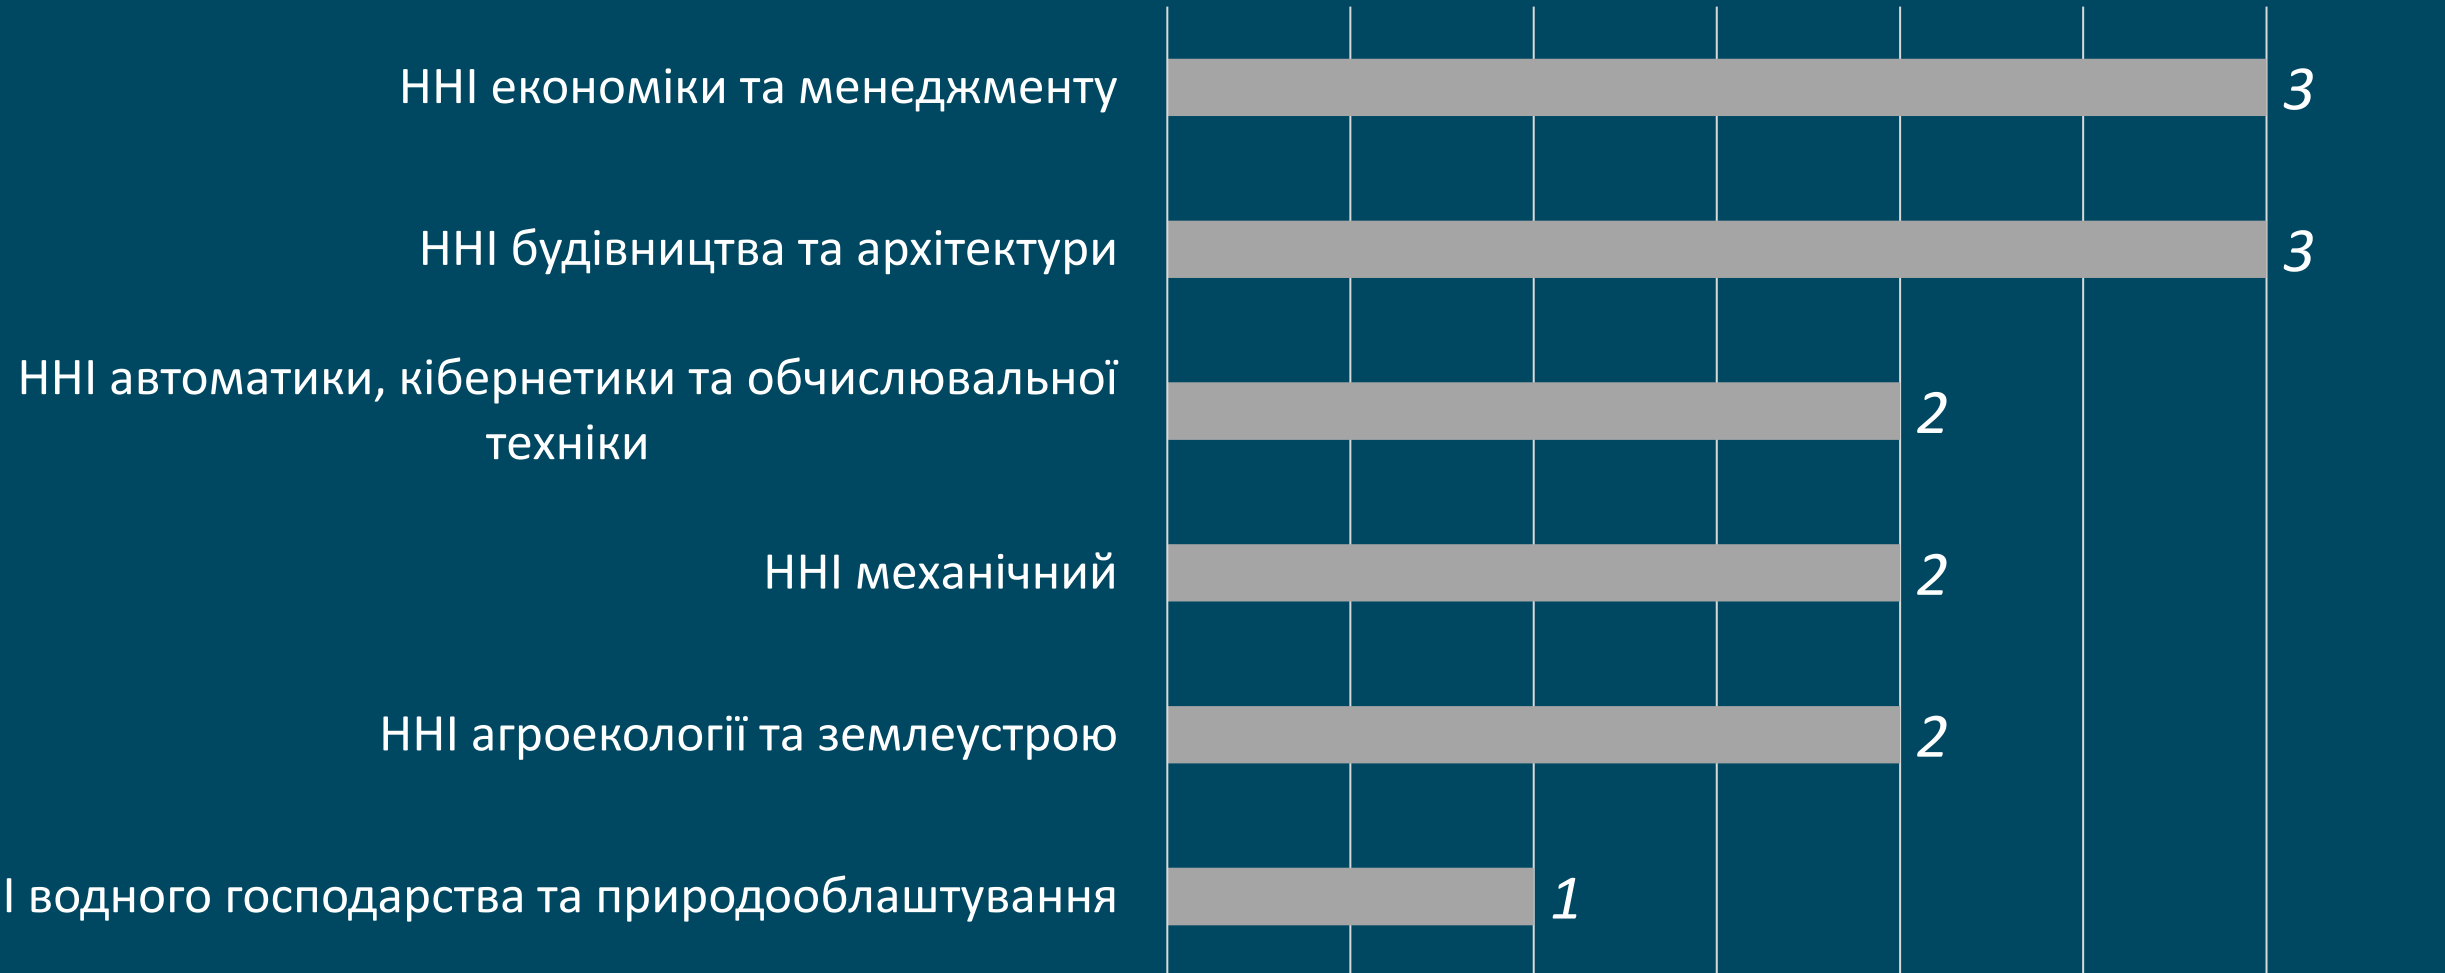 ННІ економіки та менеджменту 3
ННІ будівництва та архітектури 3
ННІ автоматики, кібернетики та обчислювальної
техніки 2
ННІ механічний 2
ННІ агроекології та землеустрою 2
І водного господарства та природооблаштування 1